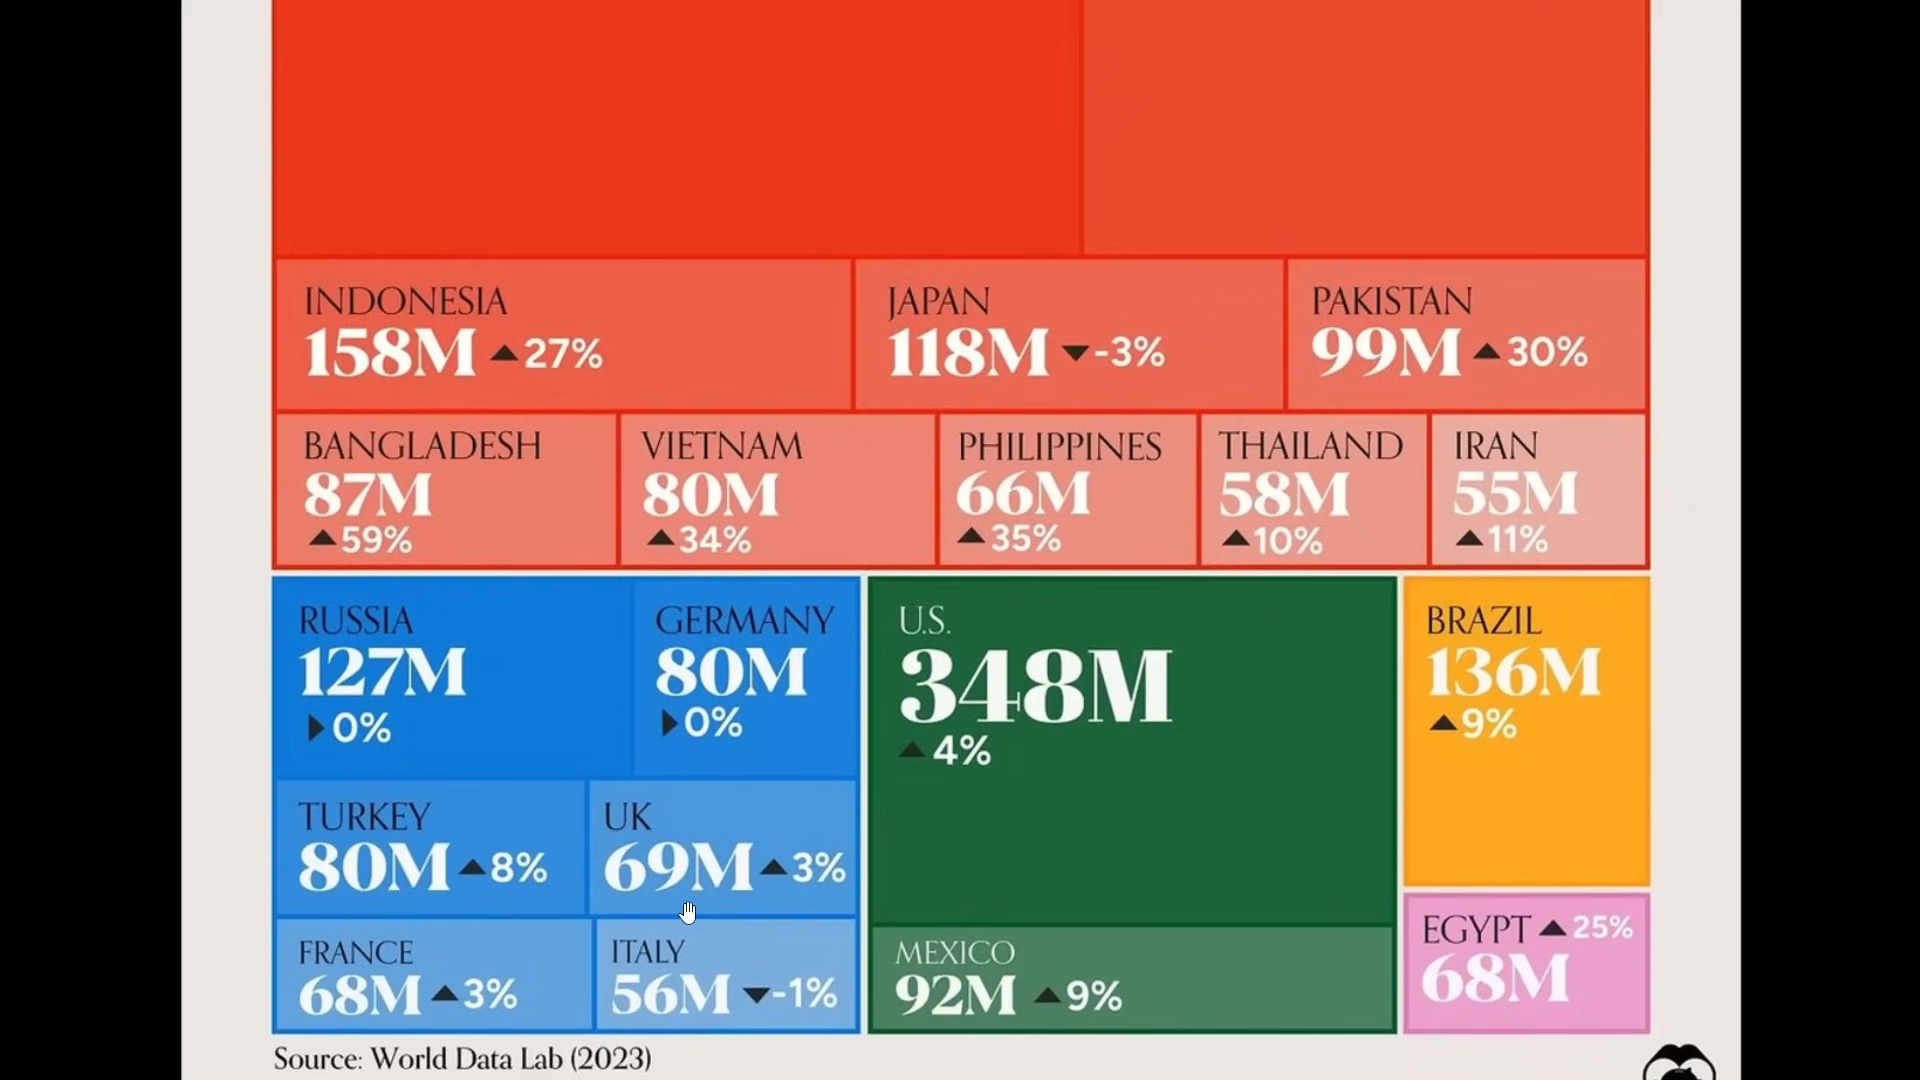 INDONESIA
158M ▲ 27%
JAPAN
118M ▼ -3%
PAKISTAN
99M ▲ 30%
BANGLADESH
87M
▲ 59%
VIETNAM
80M
▲ 34%
PHILIPPINES
66M
▲ 35%
THAILAND
58M
▲ 10%
IRAN
55M
▲ 11%
RUSSIA
127M
▶ 0%
GERMANY
80M
▶ 0%
TURKEY
80M ▲ 8%
UK
69M ▲ 3%
FRANCE
68M ▲ 3%
ITALY
56M ▼ -1%
U.S.
348M
▲ 4%
MEXICO
92M ▲ 9%
BRAZIL
136M
▲ 9%
EGYPT ▲ 25%
68M
Source: World Data Lab (2023)